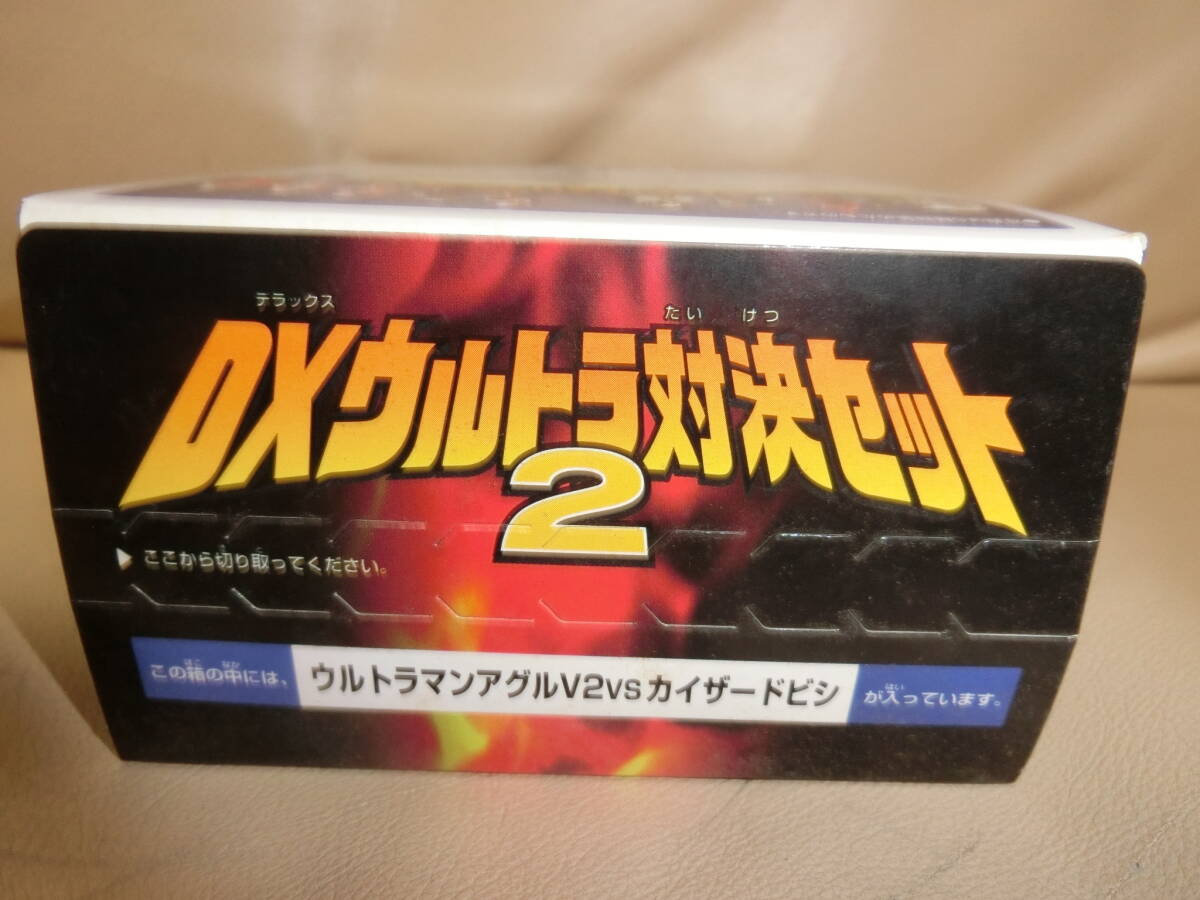 デラックス たい けつ
DXウルトラ対決セット
2
▶ここから切り取ってください。
この箱の中には、 ウルトラマンアグルV2vsカイザードビシ が入っています。